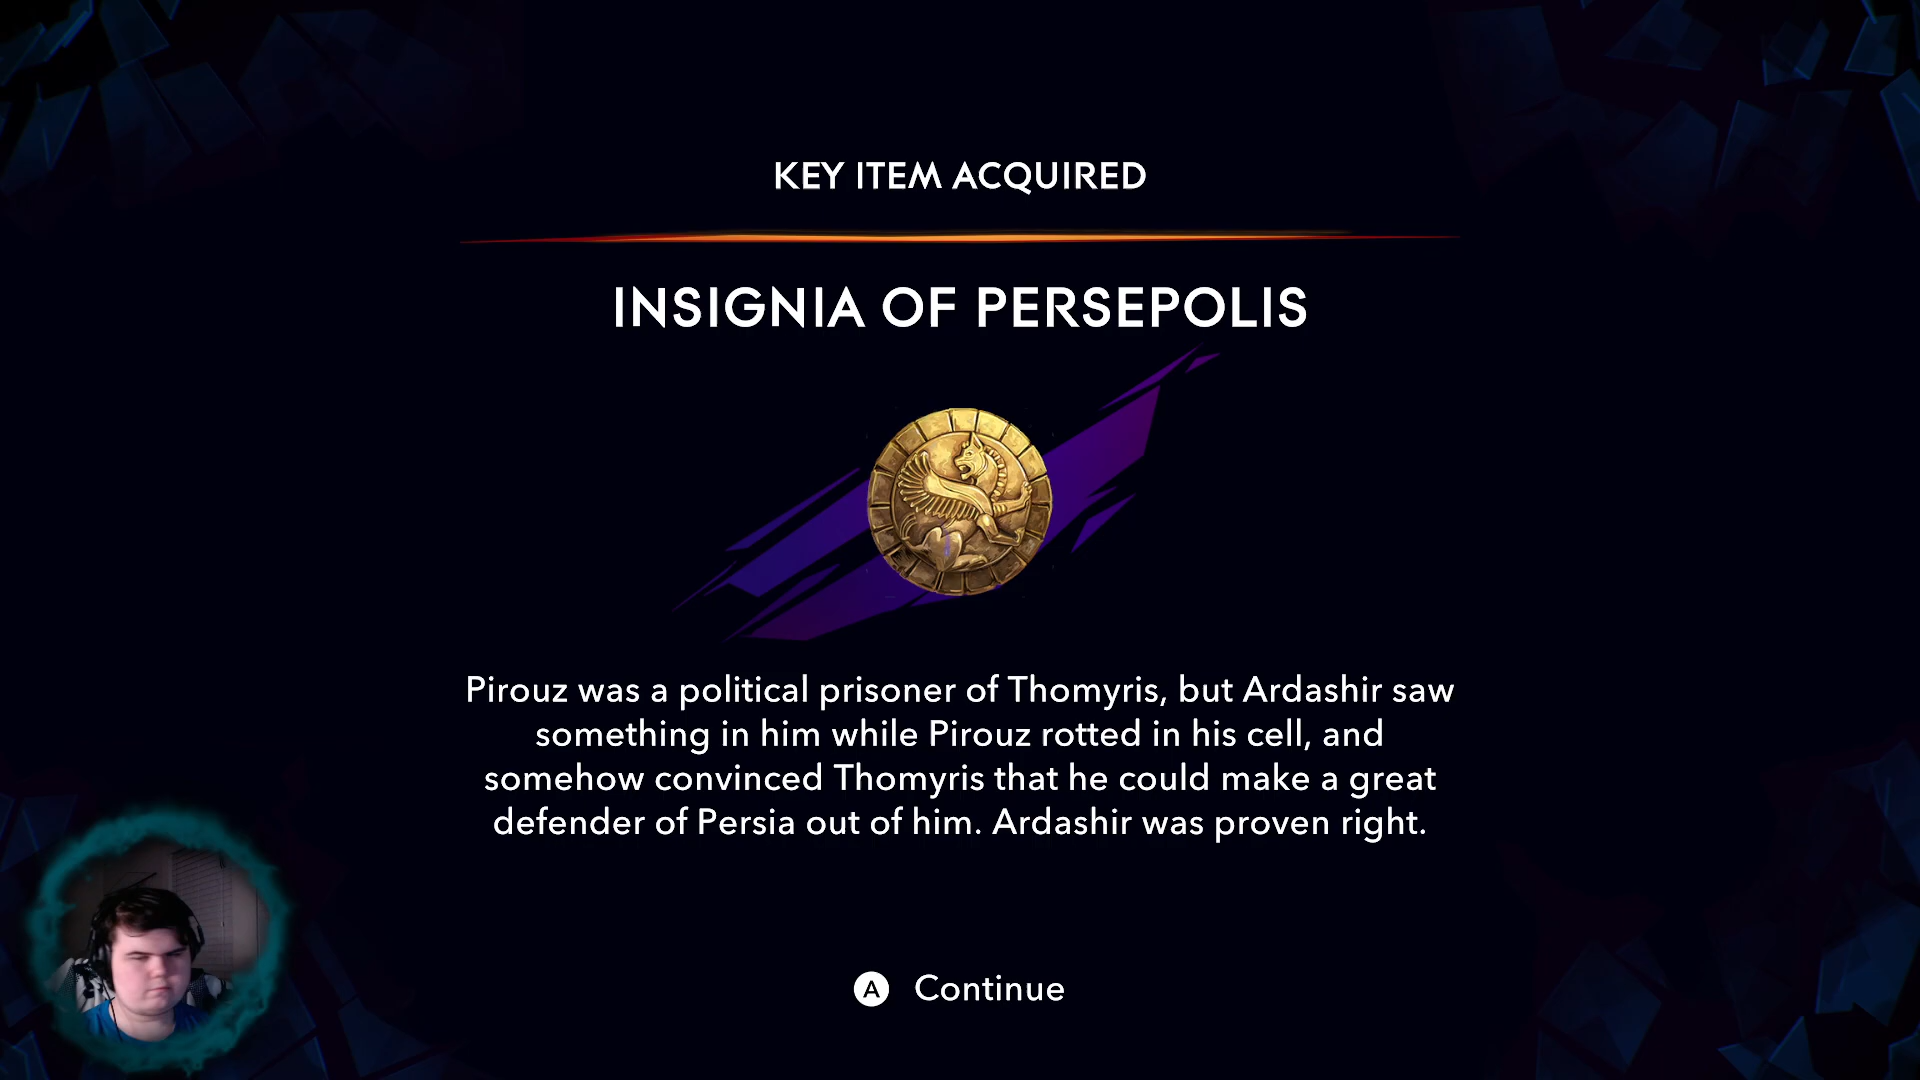 KEY ITEM ACQUIRED
INSIGNIA OF PERSEPOLIS
Pirouz was a political prisoner of Thomyris, but Ardashir saw
something in him while Pirouz rotted in his cell, and
somehow convinced Thomyris that he could make a great
defender of Persia out of him. Ardashir was proven right.
A Continue